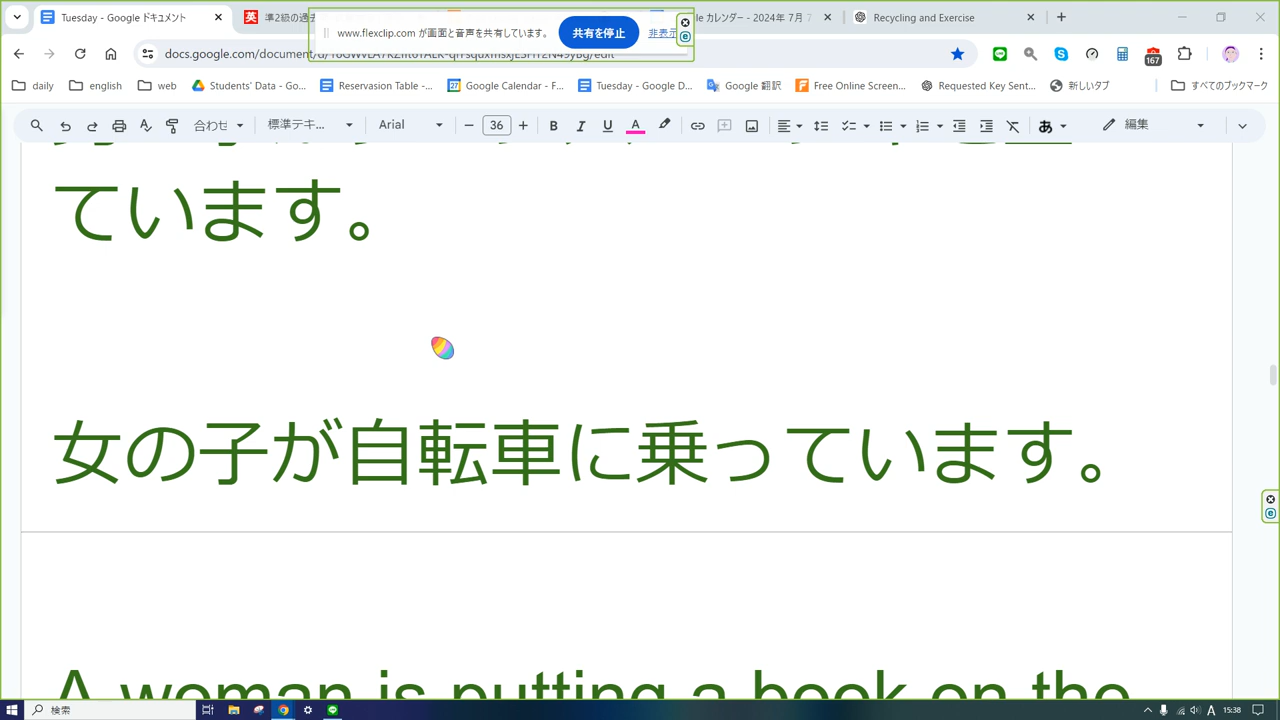 Tuesday - Google ドキュメント
英
準2級の過去
カレンダー - 2024年 7月
Recycling and Exercise
www.flexclip.com が画面と音声を共有しています。
共有を停止
非表示
docs.google.com/document/d/
daily
english
web
Students' Data - Go...
Reservasion Table -...
Google Calendar - F...
Tuesday - Google D...
Google 翻訳
Free Online Screen...
Requested Key Sent...
新しいタブ
すべてのブックマーク
167
合わせ
標準テキ...
Arial
36
B
I
U
A
あ
編集
ています。
女の子が自転車に乗っています。
A woman is putting a book on the
検索
A
15:38